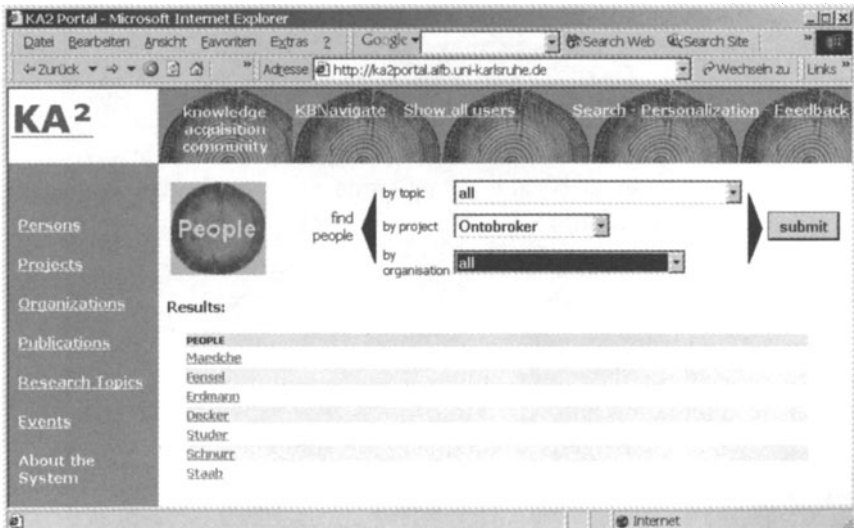 KA2 Portal - Microsoft Internet Explorer
Datei Bearbeiten Ansicht Favoriten Extras ? Google Search Web Search Site »
Zurück » Adresse http://ka2portal.aifb.uni-karlsruhe.de Wechseln zu Links »
KA²
knowledge acquisition community
KBNavigate Show all users Search - Personalization - Feedback
Persons
Projects
Organizations
Publications
Research Topics
Events
About the
System
People
find
people
by topic all
by project Ontobroker
by
organisation all
submit
Results:
PEOPLE
Maedche
Fensel
Erdmann
Decker
Studer
Schnurr
Staab
Internet